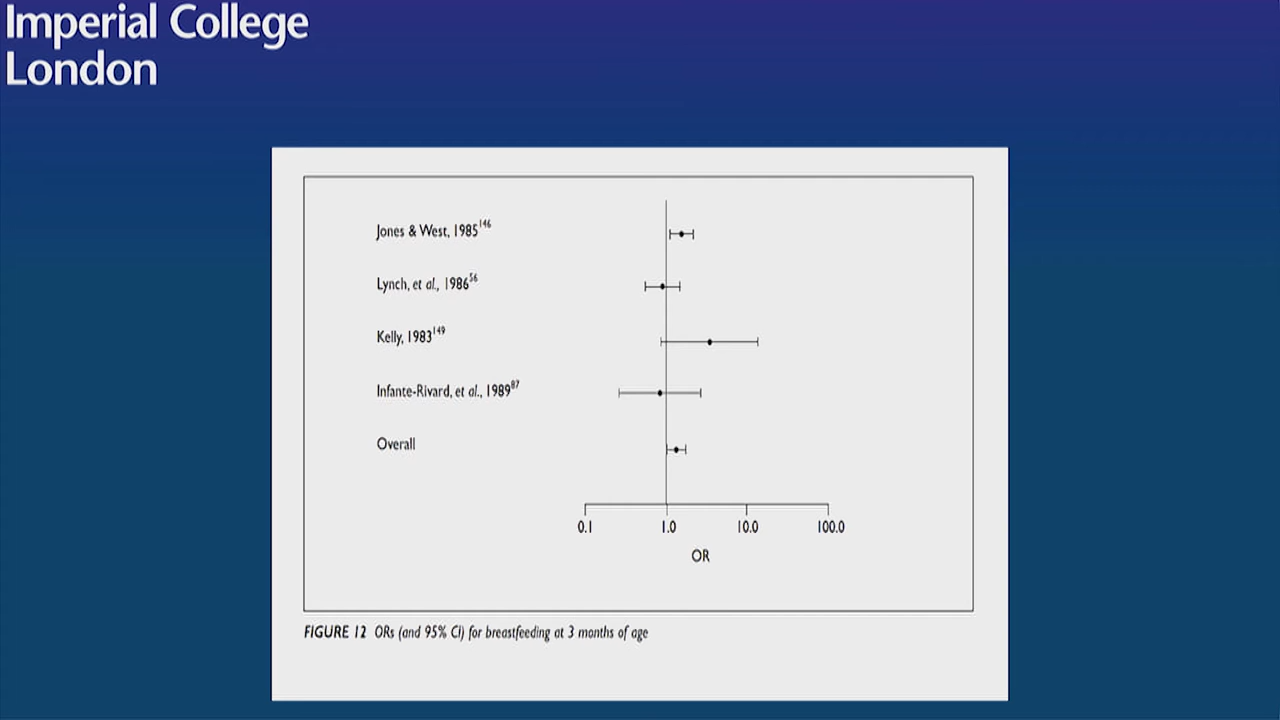 Imperial College
London
Jones & West, 1985¹⁴⁶
Lynch, et al., 1986⁵⁶
Kelly, 1983¹⁴⁹
Infante-Rivard, et al., 1989⁸⁷
Overall
0.1 1.0 10.0 100.0
OR
FIGURE 12 ORs (and 95% CI) for breastfeeding at 3 months of age